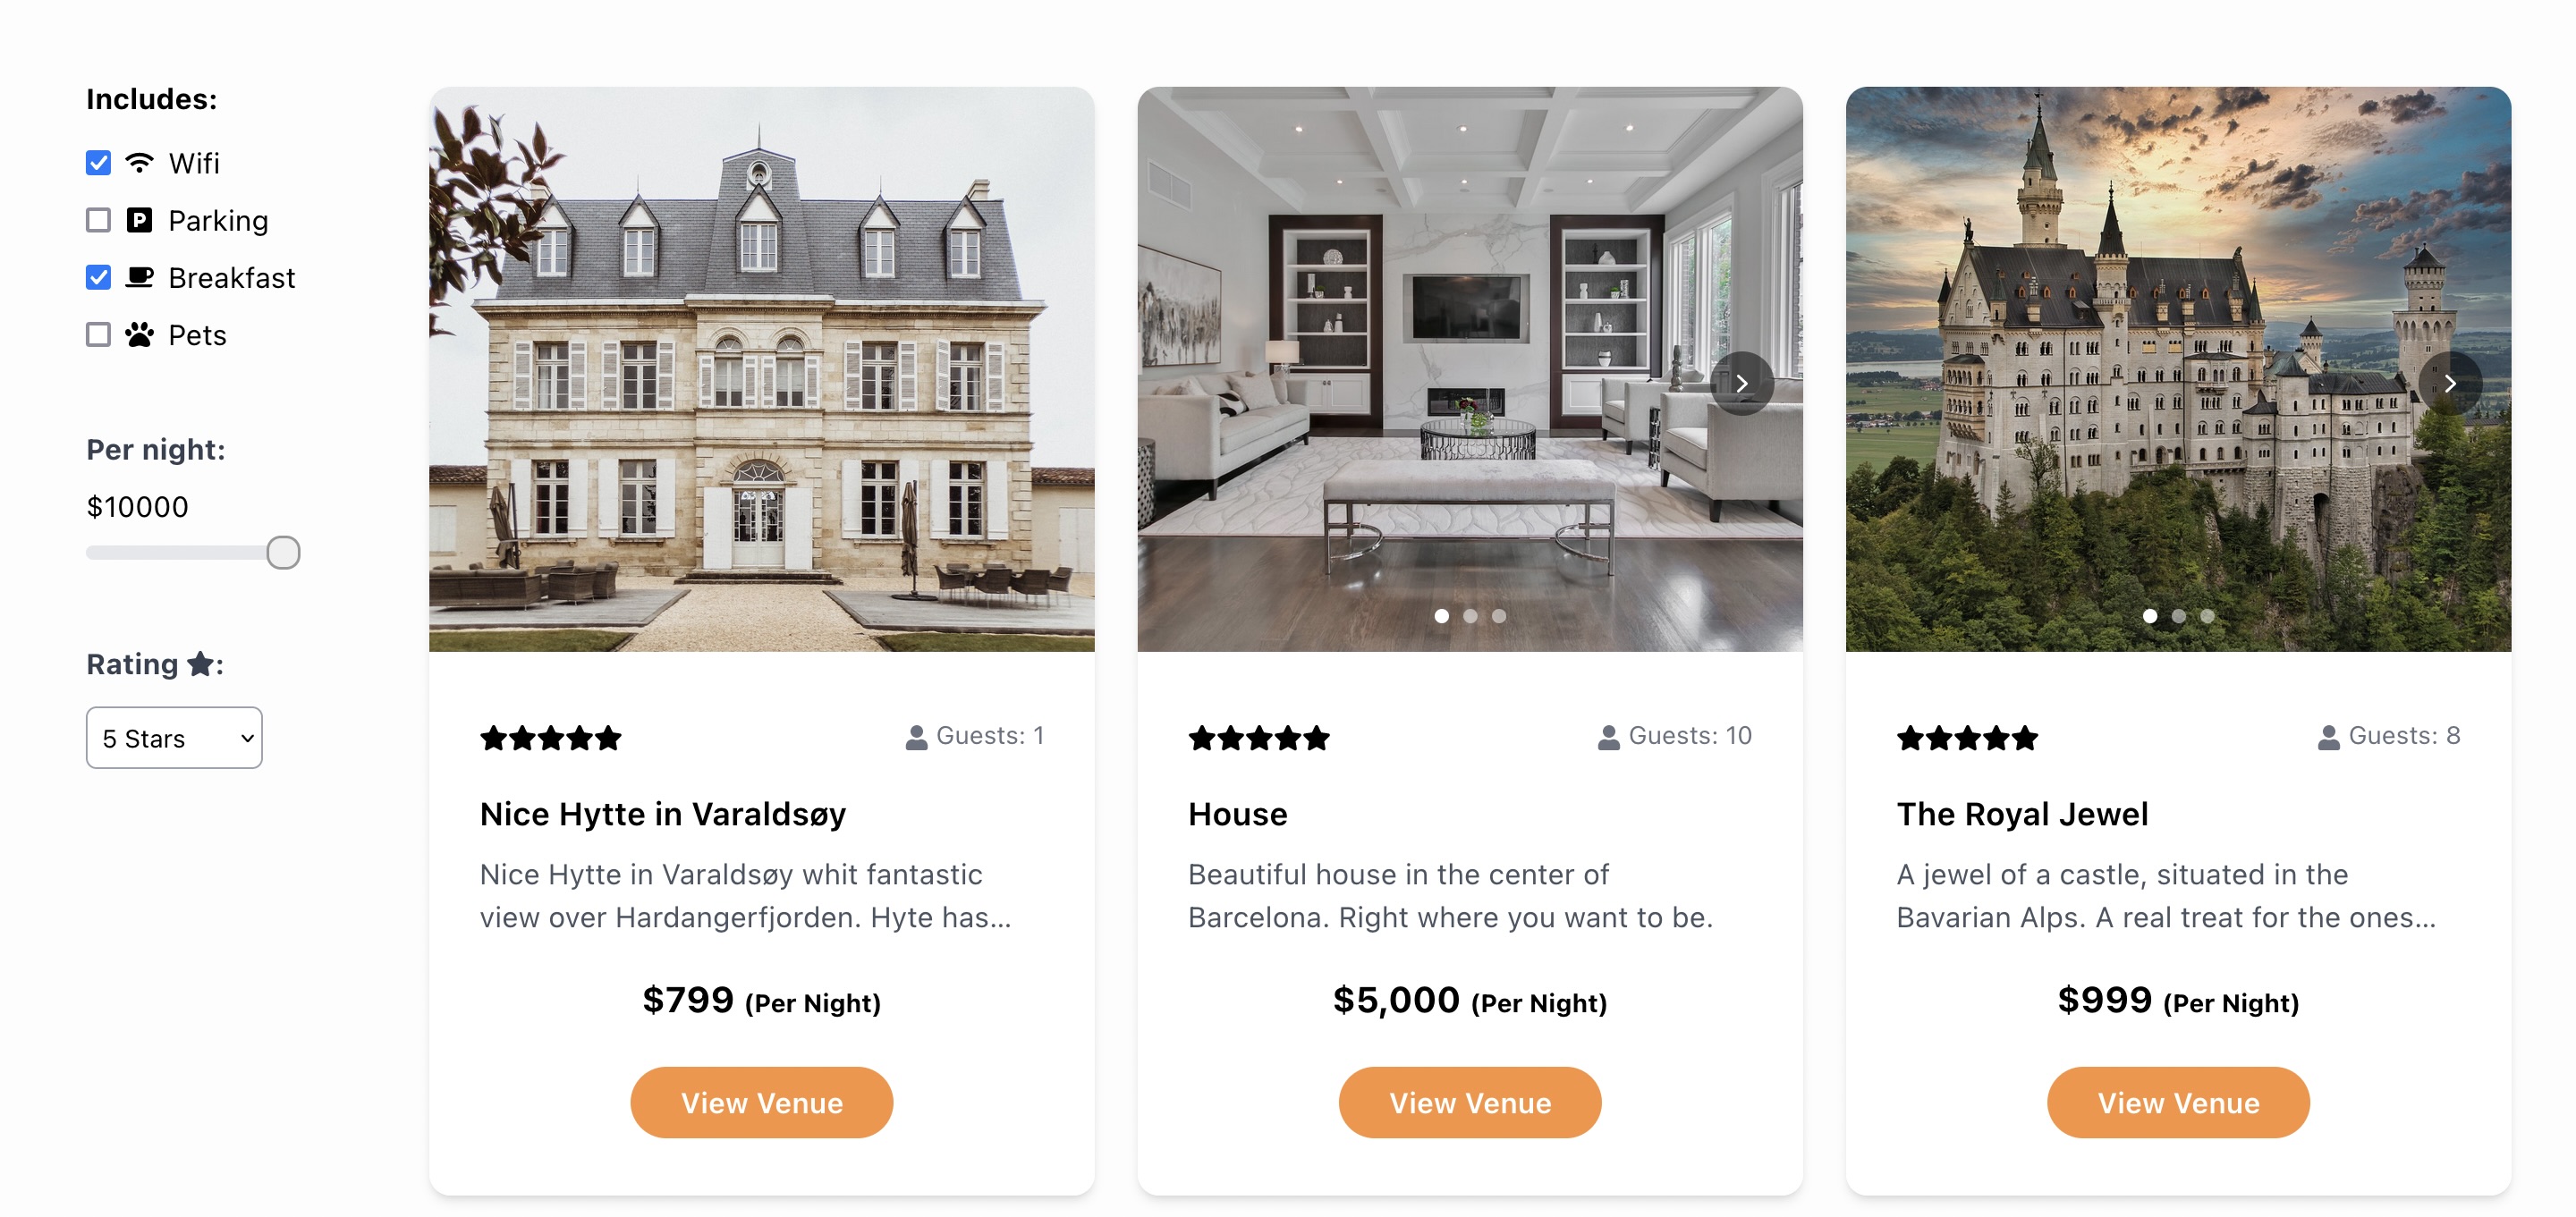 Includes:
Wifi
Parking
Breakfast
Pets
Per night:
$10000
Rating ★:
5 Stars
Guests: 1
Nice Hytte in Varaldsøy
Nice Hytte in Varaldsøy whit fantastic
view over Hardangerfjorden. Hyte has...
$799 (Per Night)
View Venue
Guests: 10
House
Beautiful house in the center of
Barcelona. Right where you want to be.
$5,000 (Per Night)
View Venue
Guests: 8
The Royal Jewel
A jewel of a castle, situated in the
Bavarian Alps. A real treat for the ones...
$999 (Per Night)
View Venue